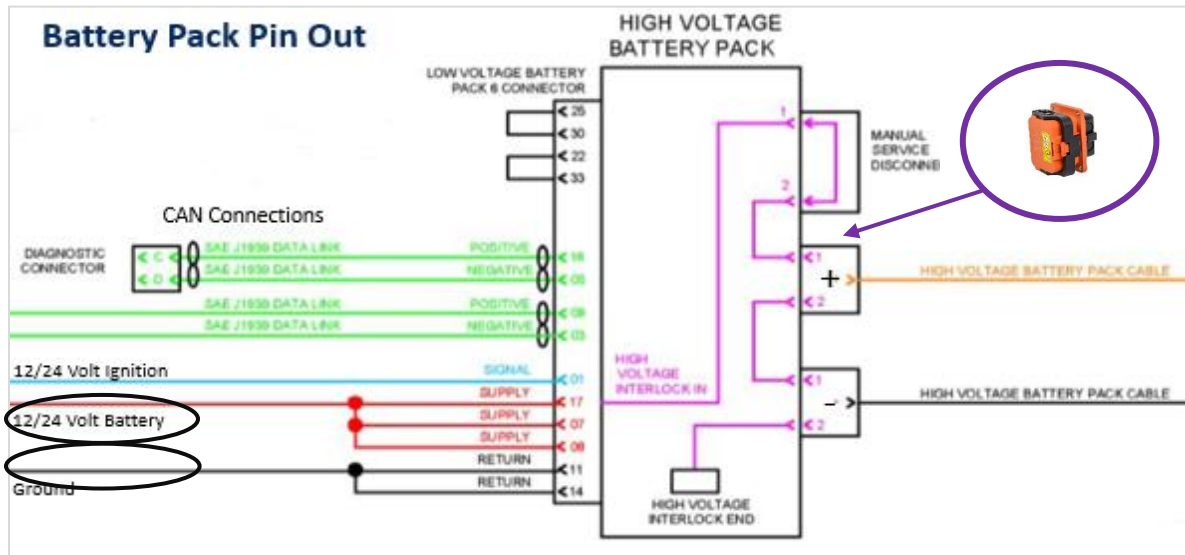 Battery Pack Pin Out
HIGH VOLTAGE
BATTERY PACK
LOW VOLTAGE BATTERY
PACK 6 CONNECTOR
25
30
22
33
1
2
MANUAL
SERVICE
DISCONNE
CAN Connections
DIAGNOSTIC
CONNECTOR
C
D
SAE J1939 DATA LINK
POSITIVE
16
SAE J1939 DATA LINK
NEGATIVE
05
SAE J1939 DATA LINK
POSITIVE
09
SAE J1939 DATA LINK
NEGATIVE
03
1
+
2
HIGH VOLTAGE BATTERY PACK CABLE
12/24 Volt Ignition
SIGNAL
01
HIGH
VOLTAGE
INTERLOCK IN
SUPPLY
17
12/24 Volt Battery
SUPPLY
07
SUPPLY
08
1
-
2
HIGH VOLTAGE BATTERY PACK CABLE
RETURN
11
Ground
RETURN
14
HIGH VOLTAGE
INTERLOCK END